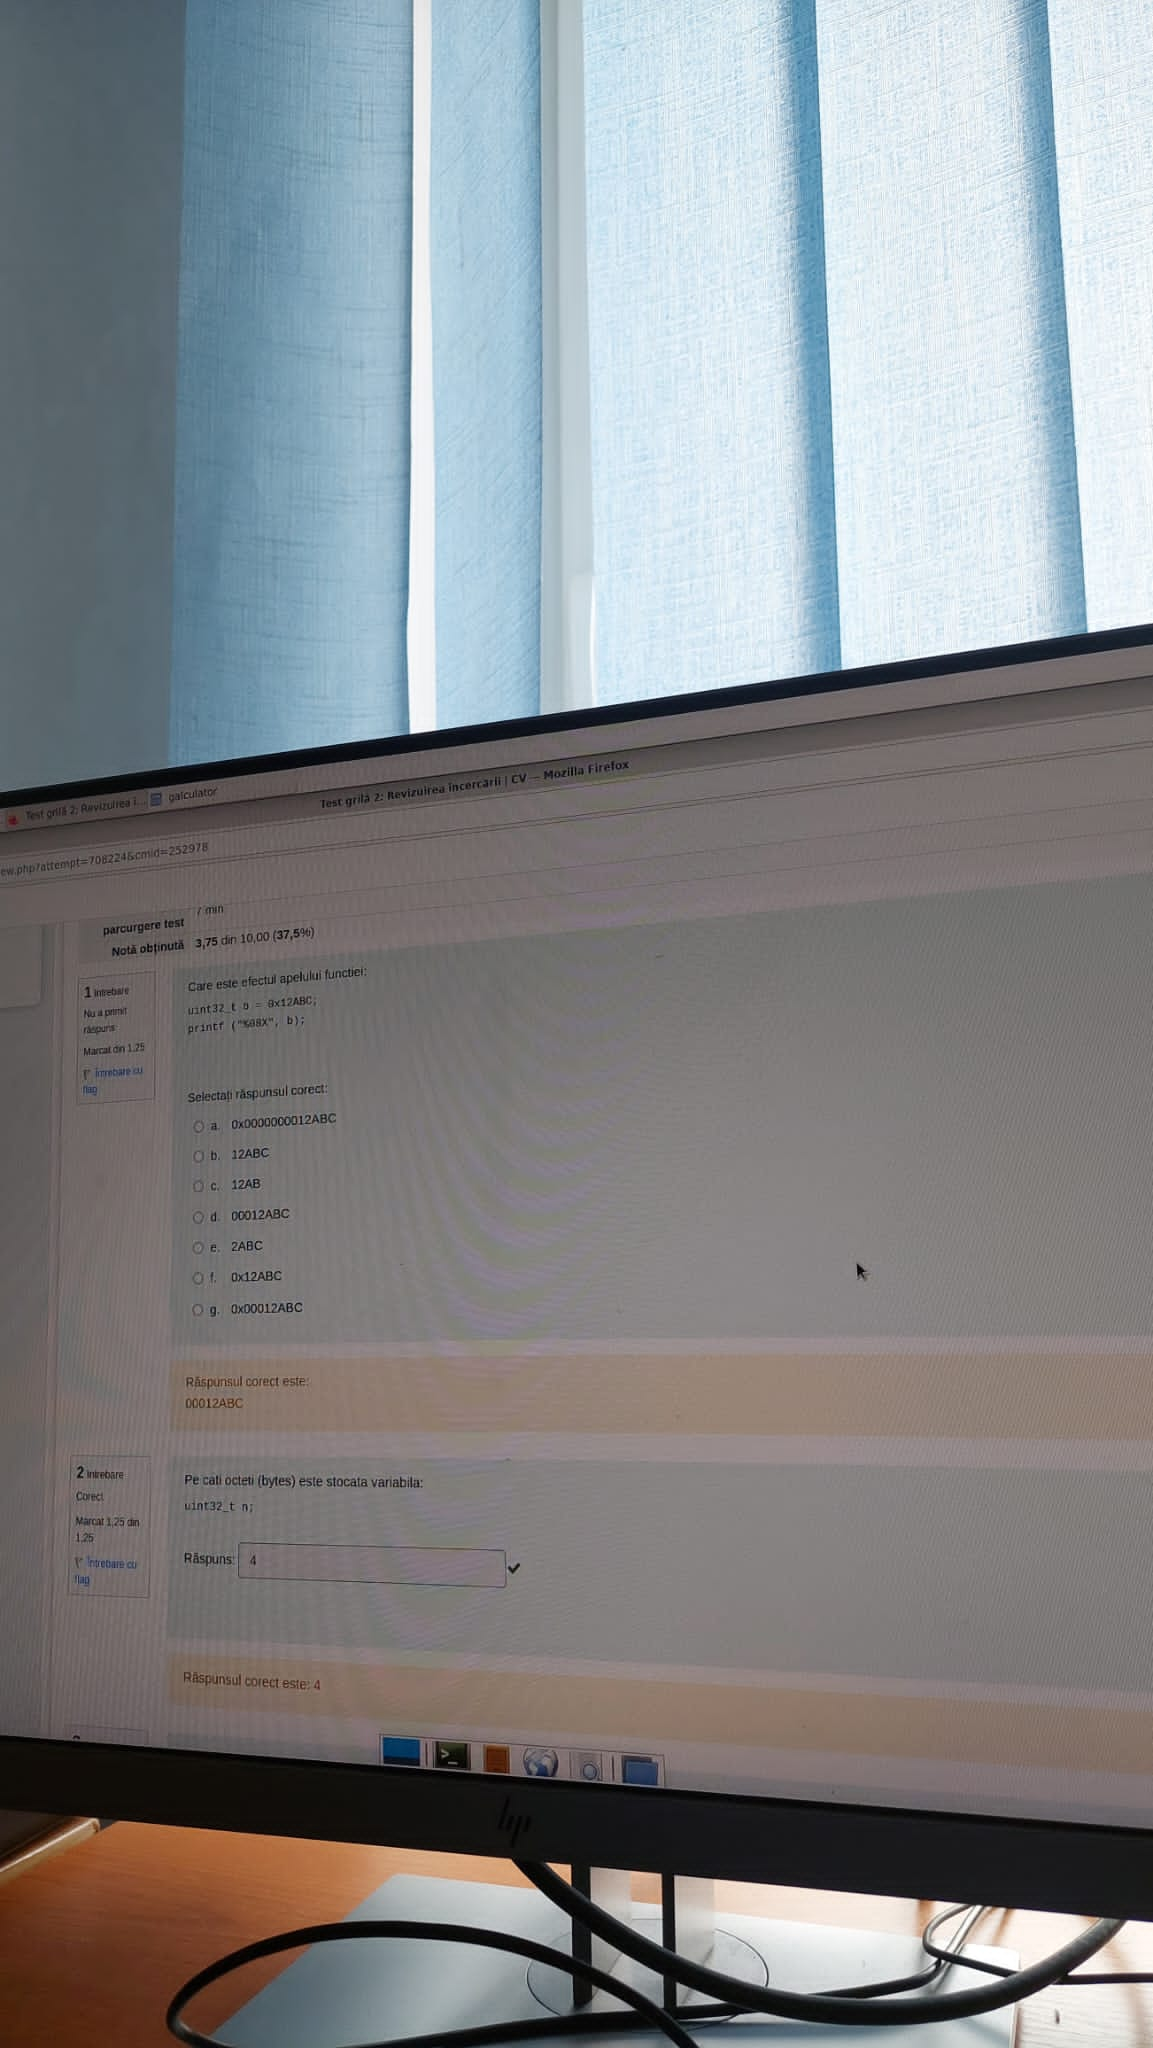 Test grilă 2: Revizuirea î... galculator
Test grilă 2: Revizuirea încercării | CV — Mozilla Firefox
ew.php?attempt=708224&cmid=252978
parcurgere test 7 min
Notă obținută 3,75 din 10,00 (37,5%)
1 Întrebare
Nu a primit
răspuns
Marcat din 1,25
Întrebare cu
flag
Care este efectul apelului functiei:
uint32_t b = 0x12ABC;
printf ("%08X", b);
Selectați răspunsul corect:
a. 0x0000000012ABC
b. 12ABC
c. 12AB
d. 00012ABC
e. 2ABC
f. 0x12ABC
g. 0x00012ABC
Răspunsul corect este:
00012ABC
2 Întrebare
Corect
Marcat 1,25 din
1,25
Întrebare cu
flag
Pe cati octeti (bytes) este stocata variabila:
uint32_t n;
Răspuns: 4
Răspunsul corect este: 4
hp